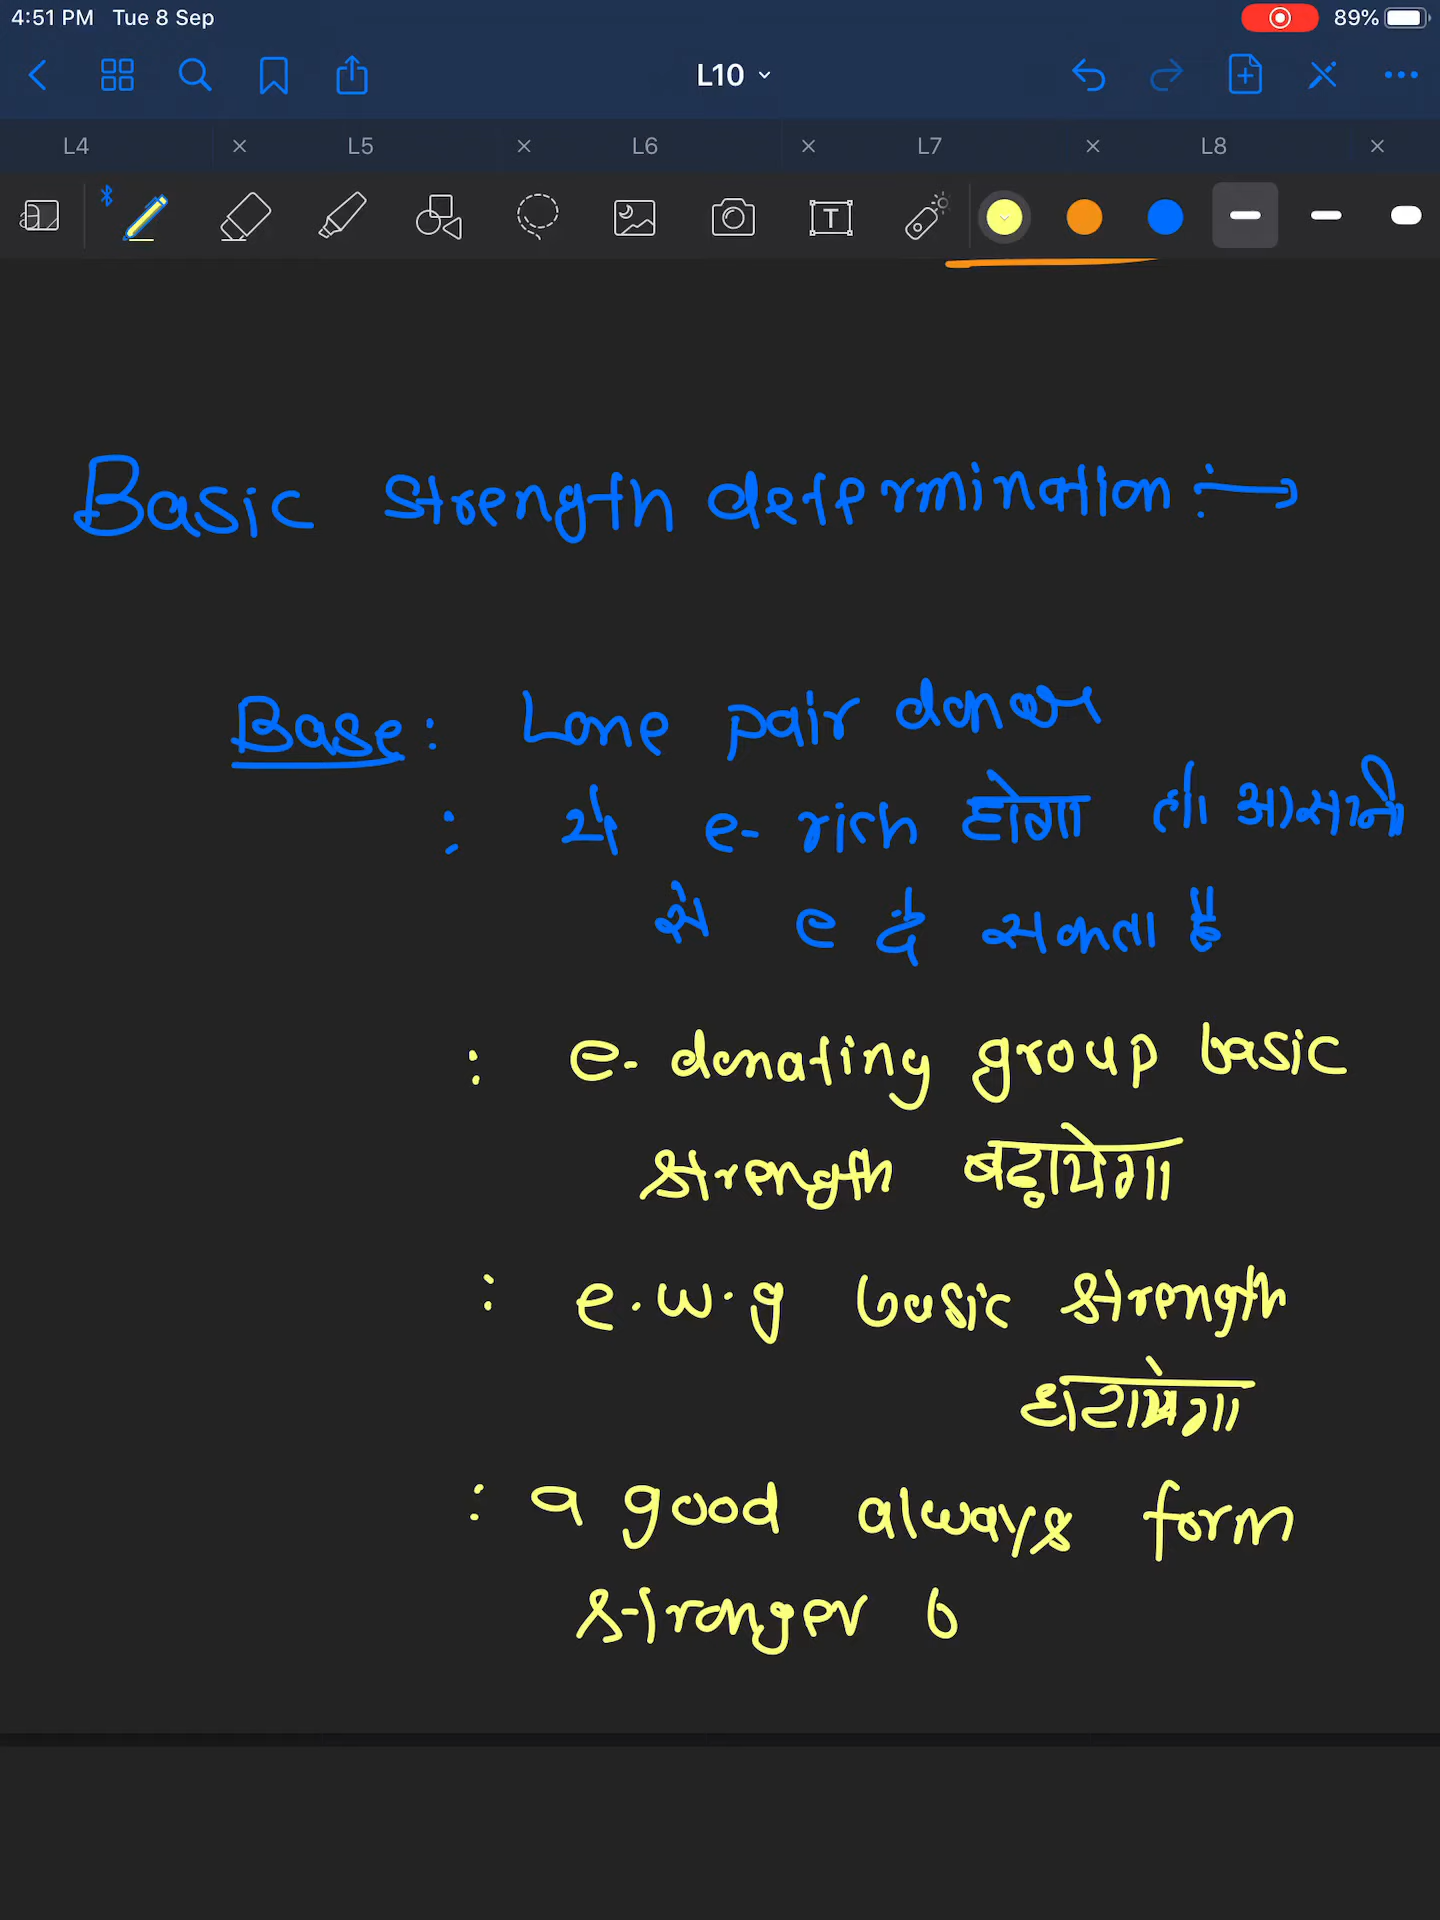 4:51 PM Tue 8 Sep 89%
L10
L4 × L5 × L6 × L7 × L8 ×
T
Basic strength determination :→
Base : Lone pair donor
: ये e- rich होगा तो आसानी
से e दे सकता है
: e- donating group basic
strength बढ़ायेगा
: e.w.g basic strength
घटायेगा
: a good always form
stronger b